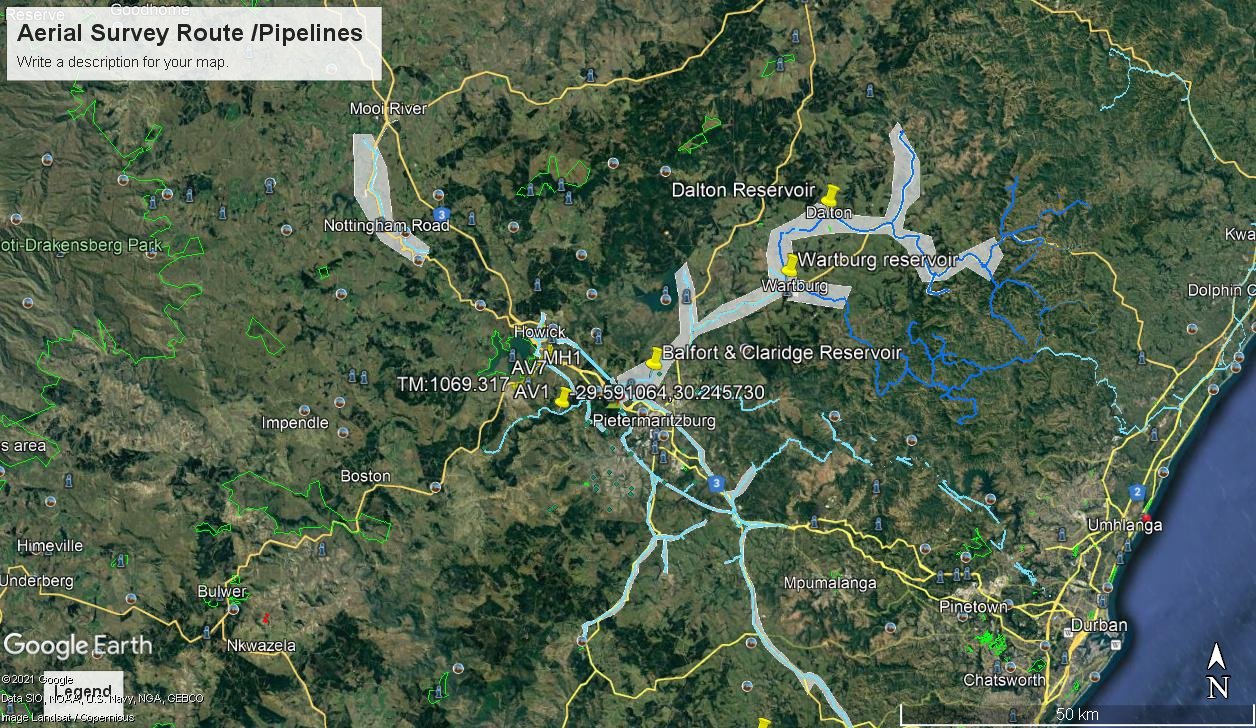 Reserve
Goodhome
Aerial Survey Route /Pipelines
Write a description for your map.
Mooi River
Dalton Reservoir
Dalton
3
Nottingham Road
oti-Drakensberg Park
Kwa
Wartburg reservoir
Wartburg
Dolphin C
Howick
MH1
Balfort & Claridge Reservoir
AV7
TM:1069.317
AV1
-29.591064,30.245730
Impendle
Pietermaritzburg
s area
Boston
3
2
Umhlanga
Himeville
Underberg
Mpumalanga
Bulwer
Pinetown
Durban
Nkwazela
Google Earth
Chatsworth
©2021 Google
Legend
Data SIO, NOAA, U.S. Navy, NGA, GEBCO
Image Landsat / Copernicus
N
50 km